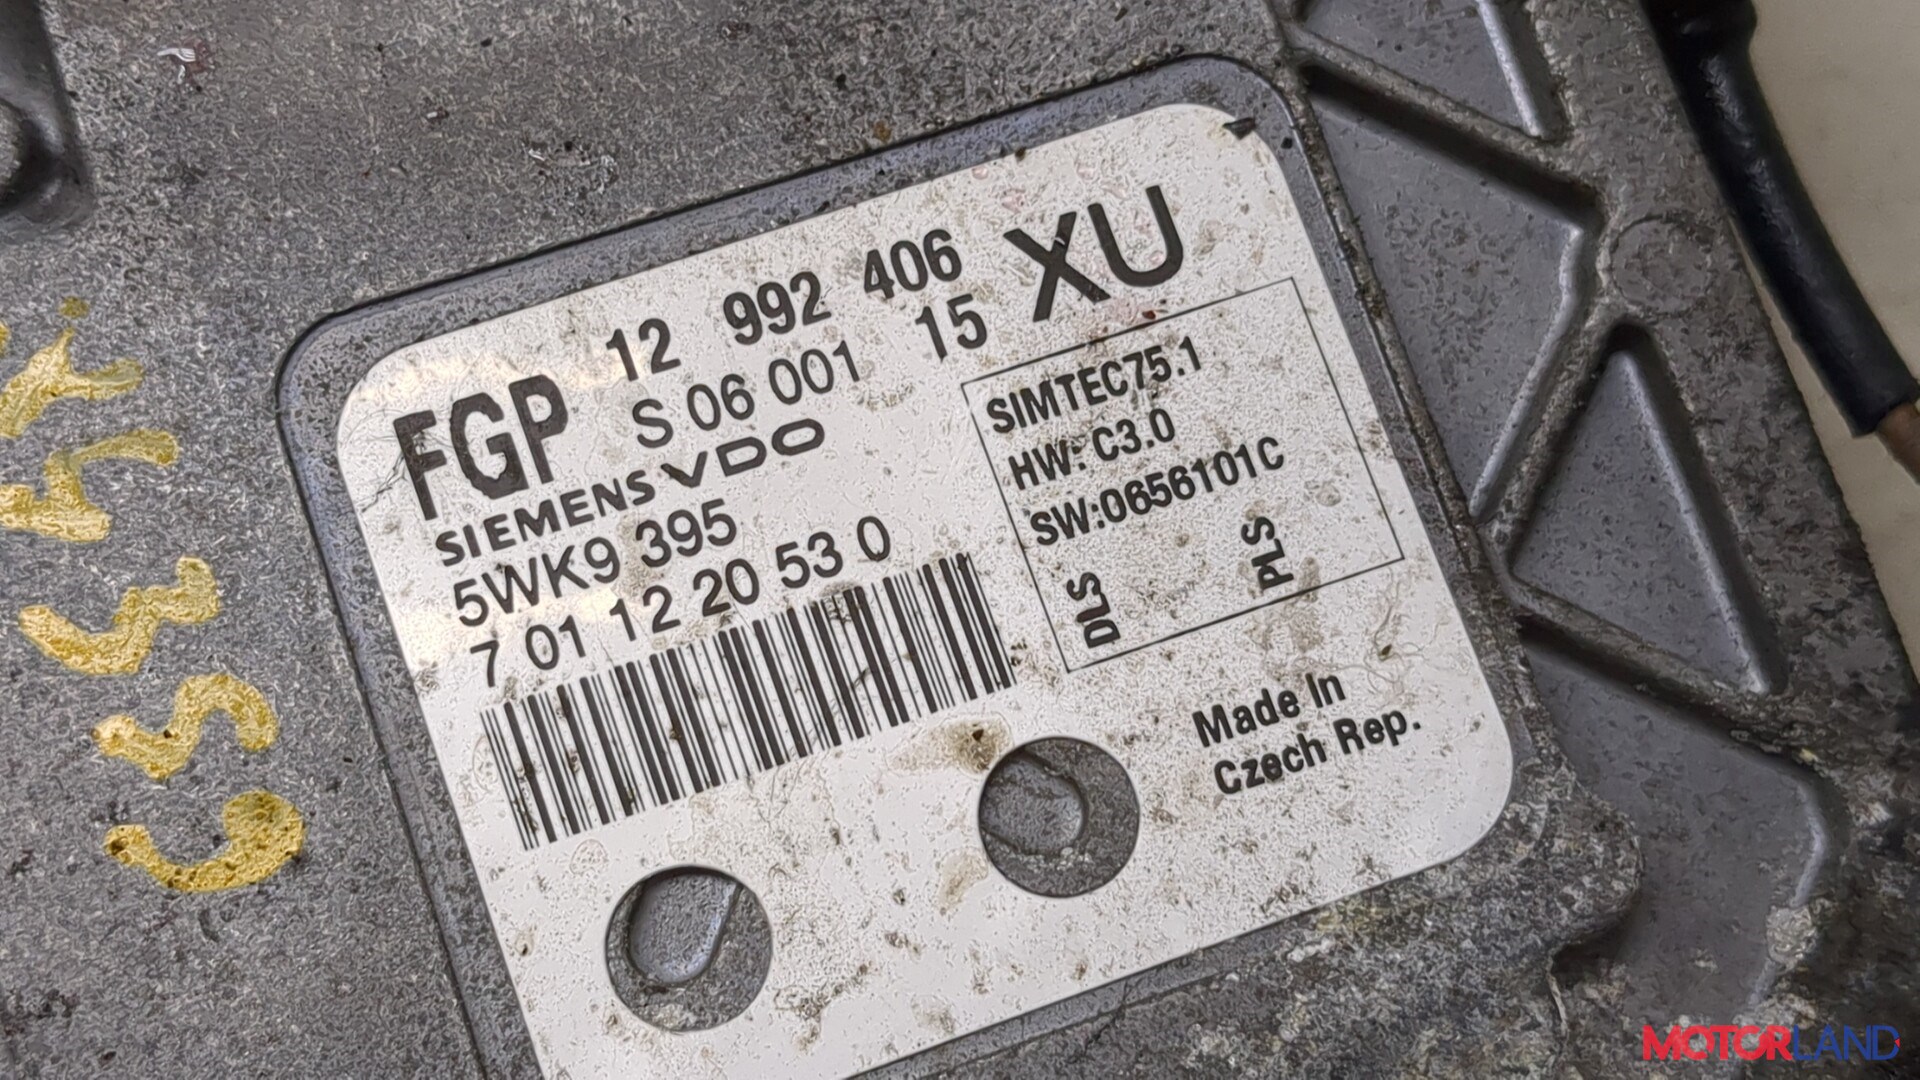 12 992 406 XU
FGP S 06 001 15
SIEMENS VDO
5WK9 395
7 01 12 20 53 0
SIMTEC75.1
HW: C3.0
SW:0656101C
DLS PLS
Made In
Czech Rep.
MOTORLAND